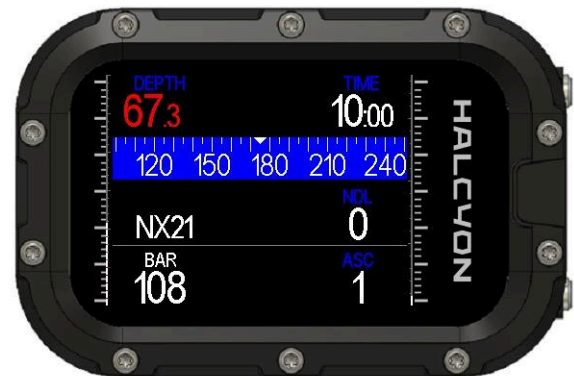 DEPTH TIME
67.3 10:00
120 150 180 210 240
NDL
NX21 0
BAR ASC
108 1
HALCYON